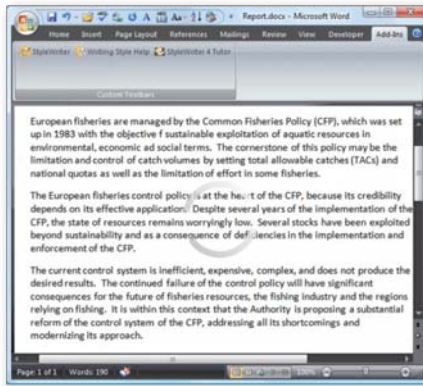 Report.docx - Microsoft Word
Home Insert Page Layout References Mailings Review View Developer Add-Ins
StyleWriter Writing Style Help StyleWriter 4 Tutor
Custom Toolbars
European fisheries are managed by the Common Fisheries Policy (CFP), which was set
up in 1983 with the objective f sustainable exploitation of aquatic resources in
environmental, economic ad social terms. The cornerstone of this policy may be the
limitation and control of catch volumes by setting total allowable catches (TACs) and
national quotas as well as the limitation of effort in some fisheries.
The European fisheries control policy is at the heart of the CFP, because its credibility
depends on its effective application. Despite several years of the implementation of the
CFP, the state of resources remains worryingly low. Several stocks have been exploited
beyond sustainability and as a consequence of deficiencies in the implementation and
enforcement of the CFP.
The current control system is inefficient, expensive, complex, and does not produce the
desired results. The continued failure of the control policy will have significant
consequences for the future of fisheries resources, the fishing industry and the regions
relying on fishing. It is within this context that the Authority is proposing a substantial
reform of the control system of the CFP, addressing all its shortcomings and
modernizing its approach.
Page: 1 of 1 Words: 190 100%